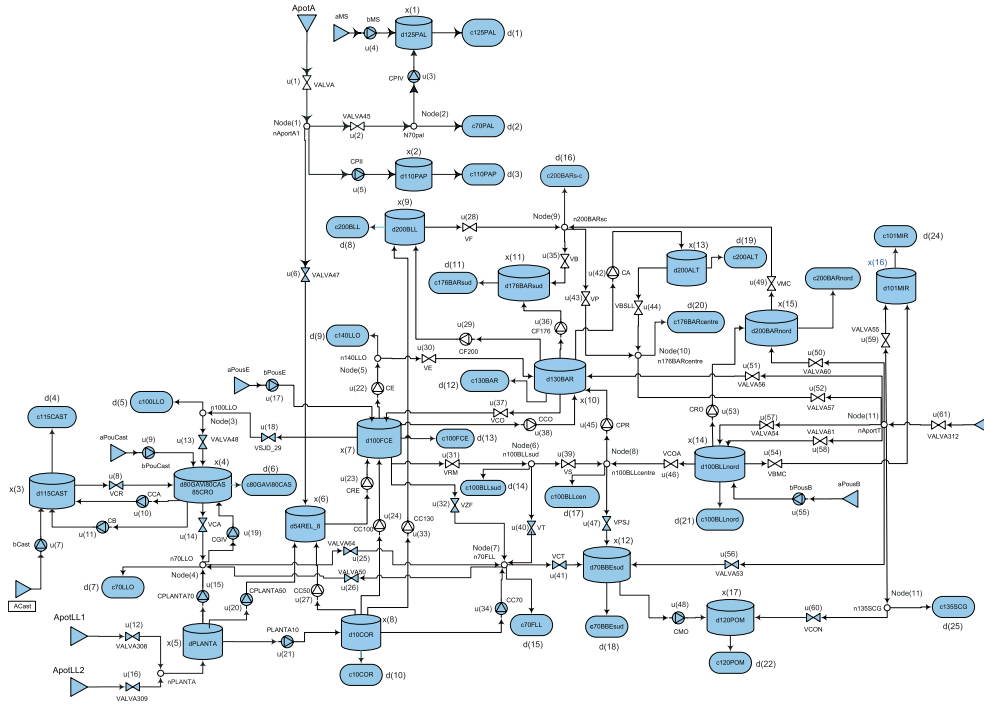 ApotA
aMS
bMS
u(4)
x(1)
d125PAL
c125PAL
d(1)
u(1)
VALVA
CPIV
u(3)
Node(1)
nAportA1
VALVA45
u(2)
Node(2)
N70pal
c70PAL
d(2)
CPII
u(5)
x(2)
d110PAP
c110PAP
d(3)
d(16)
c200BARs-c
x(9)
c200BLL
d(8)
d200BLL
u(28)
VF
Node(9)
n200BARsc
u(6)
VALVA47
d(11)
c176BARsud
x(11)
d176BARsud
u(35)
VB
u(42)
CA
x(13)
d200ALT
d(19)
c200ALT
u(43)
VP
VBSLL
u(44)
u(49)
VMC
x(15)
d200BARnord
c200BARnord
c101MIR
d(24)
x(16)
d101MIR
d(20)
c176BARcentre
Node(10)
n176BARcentre
d(9)
c140LLO
n140LLO
Node(5)
u(29)
CF200
u(36)
CF176
u(30)
VE
VALVA55
u(59)
u(50)
VALVA60
u(51)
VALVA56
u(52)
VALVA57
aPousE
bPousE
u(17)
u(22)
CE
d(12)
c130BAR
d130BAR
x(10)
d(4)
c115CAST
d(5)
c100LLO
n100LLO
Node(3)
u(18)
VSJD_29
u(13)
VALVA48
u(37)
VCO
CCO
u(38)
u(45)
CPR
CRO
u(53)
u(57)
VALVA54
VALVA61
u(58)
Node(11)
nAportT
u(61)
VALVA312
d100FCE
x(7)
c100FCE
d(13)
aPouCast
u(9)
bPouCast
x(4)
d80GAVI80CAS
85CRO
d(6)
c80GAVI80CAS
x(3)
d115CAST
u(8)
VCR
CCA
u(10)
CB
u(11)
bCast
u(7)
ACast
VCA
u(14)
CGIV
u(19)
x(6)
d54REL_8
u(23)
CRE
u(31)
VRM
Node(6)
n100BLLsud
c100BLLsud
d(14)
u(39)
VS
Node(8)
n100BLLcentre
c100BLLcen
d(17)
VCOA
u(46)
x(14)
d100BLLnord
u(54)
VBMC
bPousB
u(55)
aPousB
d(21)
c100BLLnord
u(24)
CC100
CC130
u(33)
u(32)
VZF
u(40)
VT
u(47)
VPSJ
x(12)
d70BBEsud
n70LLO
Node(4)
d(7)
c70LLO
VALVA64
u(25)
VALVA50
u(26)
Node(7)
n70FLL
VCT
u(41)
u(56)
VALVA53
u(15)
CPLANTA70
u(20)
CPLANTA50
CC50
u(27)
u(34)
CC70
c70FLL
d(15)
c70BBEsud
d(18)
x(17)
d120POM
u(48)
CMO
u(60)
VCON
Node(11)
n135SCG
c135SCG
d(25)
ApotLL1
u(12)
VALVA308
x(5)
dPLANTA
PLANTA10
u(21)
x(8)
d10COR
c10COR
d(10)
c120POM
d(22)
ApotLL2
u(16)
VALVA309
nPLANTA